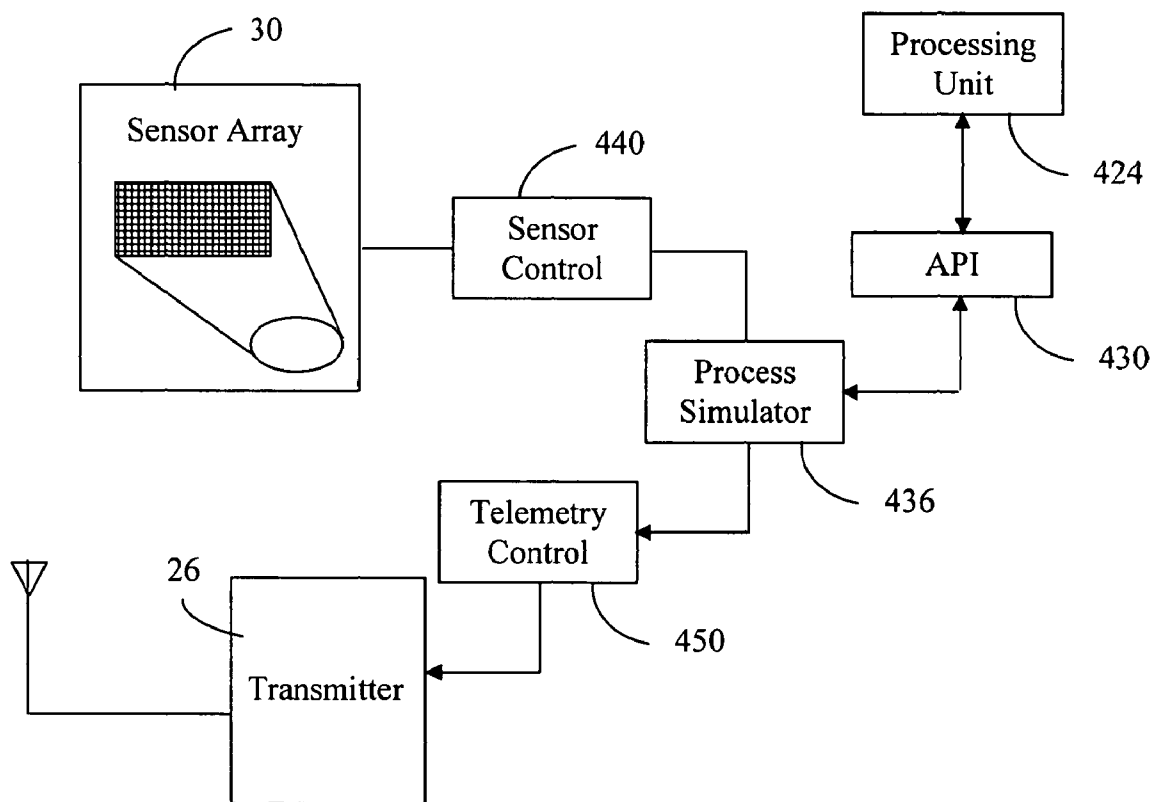 30
Processing
Unit
Sensor Array
440
424
Sensor
Control
API
430
Process
Simulator
436
Telemetry
Control
26
450
Transmitter